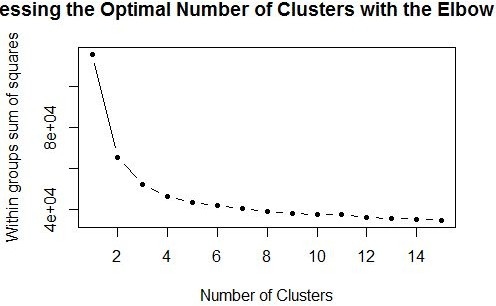 essing the Optimal Number of Clusters with the Elbow
Within groups sum of squares
8e+04
4e+04
2 4 6 8 10 12 14
Number of Clusters